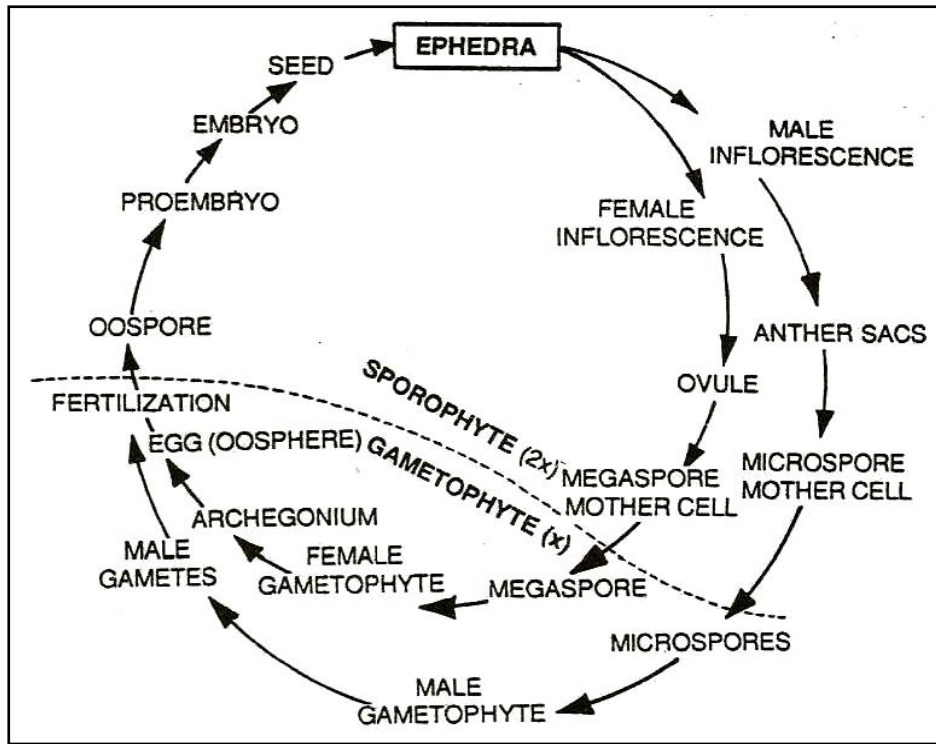 EPHEDRA
SEED
EMBRYO
PROEMBRYO
OOSPORE
FERTILIZATION
EGG (OOSPHERE)
ARCHEGONIUM
MALE
GAMETES
FEMALE
GAMETOPHYTE
MEGASPORE
MALE
GAMETOPHYTE
MICROSPORES
MALE
INFLORESCENCE
FEMALE
INFLORESCENCE
ANTHER SACS
OVULE
MEGASPORE
MOTHER CELL
MICROSPORE
MOTHER CELL
SPOROPHYTE (2x)
GAMETOPHYTE (x)